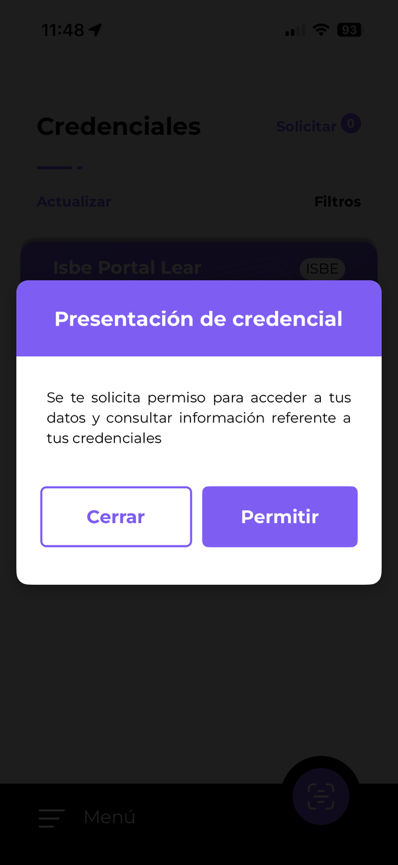 11:48
93
Credenciales
Solicitar 0
Actualizar
Filtros
Isbe Portal Lear
ISBE
Presentación de credencial
Se te solicita permiso para acceder a tus
datos y consultar información referente a
tus credenciales
Cerrar
Permitir
Menú